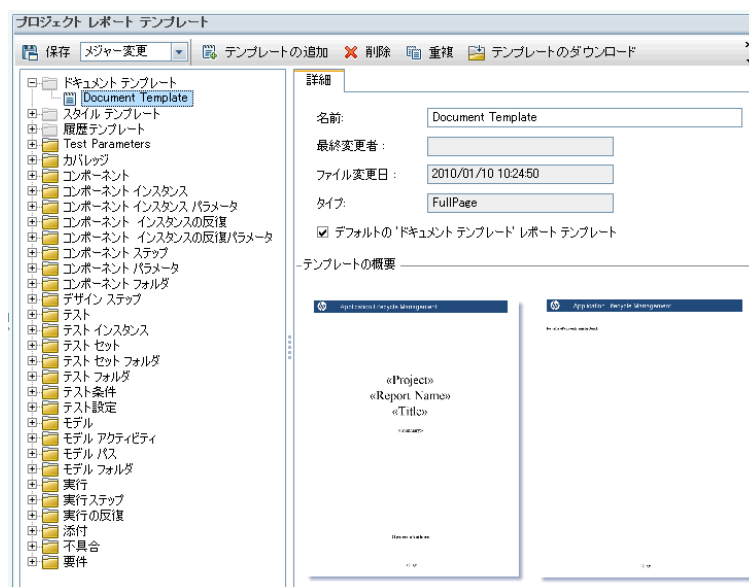 プロジェクト レポート テンプレート
保存 メジャー変更 テンプレートの追加 削除 重複 テンプレートのダウンロード
ドキュメント テンプレート
Document Template
スタイル テンプレート
履歴テンプレート
Test Parameters
カバレッジ
コンポーネント
コンポーネント インスタンス
コンポーネント インスタンス パラメータ
コンポーネント インスタンスの反復
コンポーネント インスタンスの反復パラメータ
コンポーネント ステップ
コンポーネント パラメータ
コンポーネント フォルダ
デザイン ステップ
テスト
テスト インスタンス
テスト セット
テスト セット フォルダ
テスト フォルダ
テスト条件
テスト設定
モデル
モデル アクティビティ
モデル パス
モデル フォルダ
実行
実行ステップ
実行の反復
添付
不具合
要件
詳細
名前: Document Template
最終変更者:
ファイル変更日: 2010/01/10 10:24:50
タイプ: FullPage
デフォルトの 'ドキュメント テンプレート' レポート テンプレート
テンプレートの概要
Application Lifecycle Management
«Project»
«Report Name»
«Title»
Application Lifecycle Management